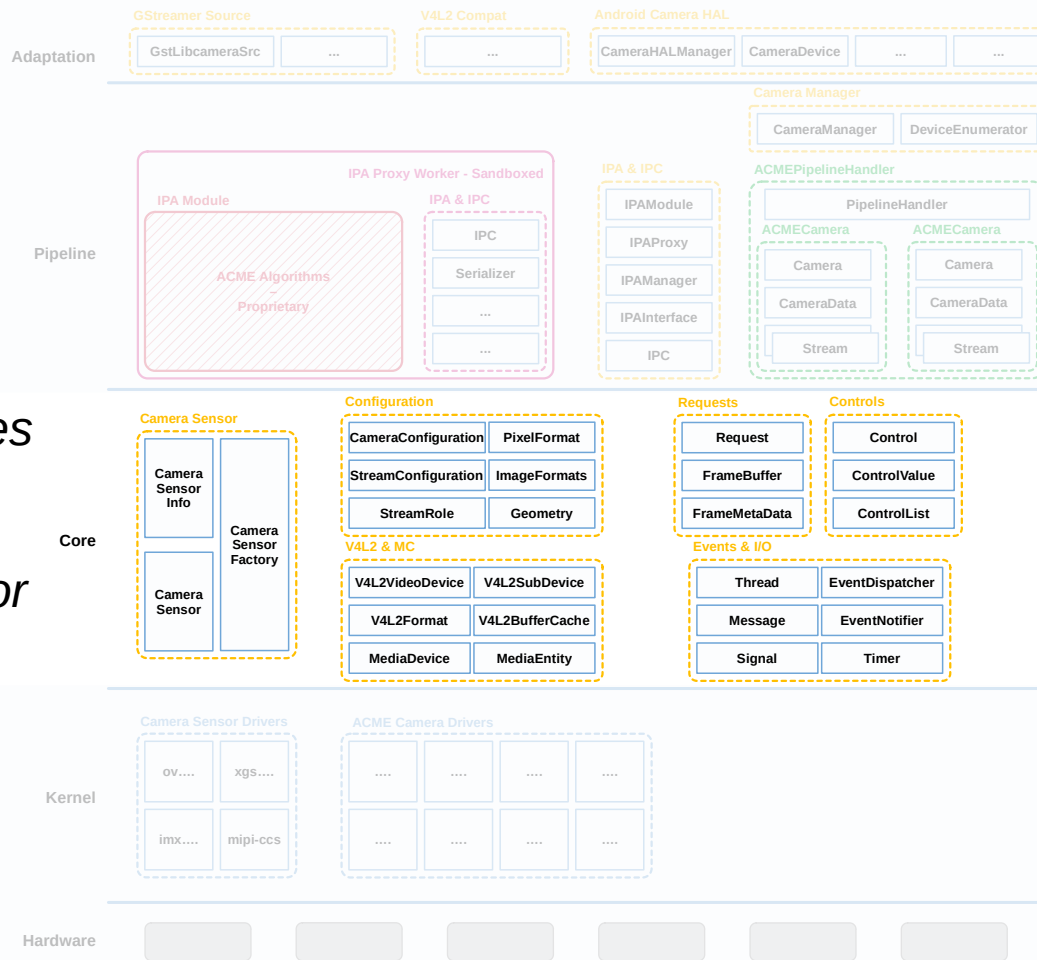 GStreamer Source
V4L2 Compat
Android Camera HAL
Adaptation
GstLibcameraSrc
...
...
CameraHALManager
CameraDevice
...
...
Camera Manager
CameraManager
DeviceEnumerator
IPA Proxy Worker - Sandboxed
IPA & IPC
ACMEPipelineHandler
IPA Module
IPA & IPC
IPAModule
PipelineHandler
ACMECamera
ACMECamera
IPC
IPAProxy
Pipeline
Camera
Camera
ACME Algorithms
–
Proprietary
Serializer
IPAManager
CameraData
CameraData
...
IPAInterface
...
IPC
Stream
Stream
es
Camera Sensor
Configuration
Requests
Controls
Camera
Sensor
Info
Camera
Sensor
Factory
CameraConfiguration
PixelFormat
Request
Control
StreamConfiguration
ImageFormats
FrameBuffer
ControlValue
StreamRole
Geometry
FrameMetaData
ControlList
Core
V4L2 & MC
Events & I/O
or
Camera
Sensor
V4L2VideoDevice
V4L2SubDevice
Thread
EventDispatcher
V4L2Format
V4L2BufferCache
Message
EventNotifier
MediaDevice
MediaEntity
Signal
Timer
Camera Sensor Drivers
ACME Camera Drivers
ov....
xgs....
....
....
....
....
Kernel
imx....
mipi-ccs
....
....
....
....
Hardware